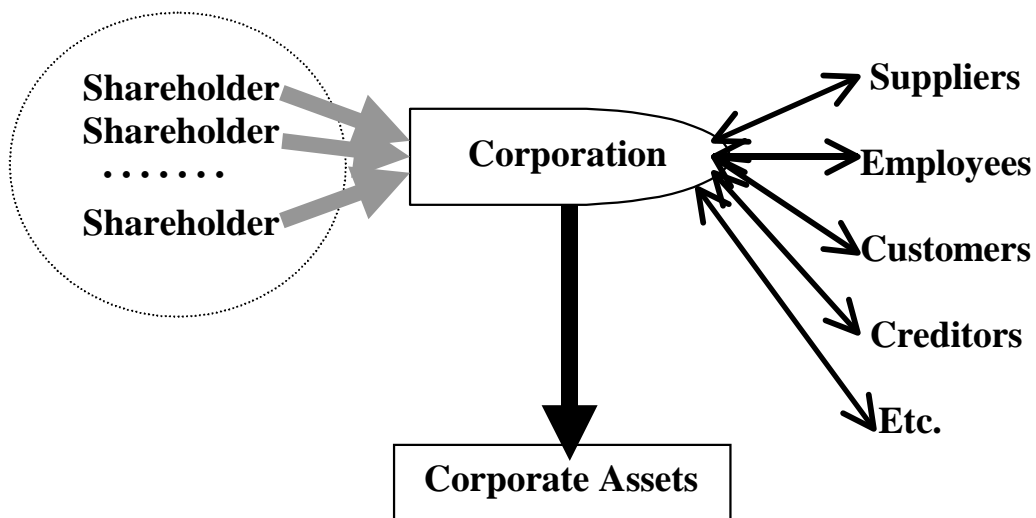 Shareholder
Shareholder
.......
Shareholder
Corporation
Suppliers
Employees
Customers
Creditors
Etc.
Corporate Assets